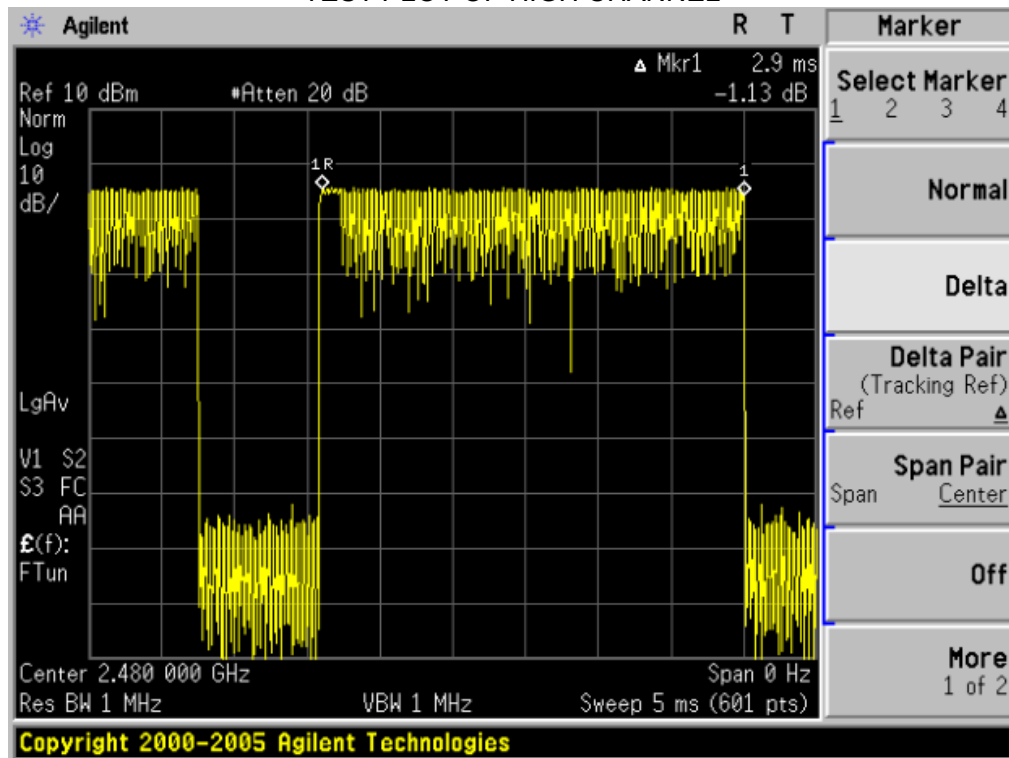 Agilent
R T
Marker
Mkr1 2.9 ms
Ref 10 dBm #Atten 20 dB -1.13 dB
Norm
Log
10
dB/
1R
1
LgAv
V1 S2
S3 FC
AA
£(f):
FTun
Center 2.480 000 GHz Span 0 Hz
Res BW 1 MHz VBW 1 MHz Sweep 5 ms (601 pts)
Select Marker
1 2 3 4
Normal
Delta
Delta Pair
(Tracking Ref)
Ref Δ
Span Pair
Span Center
Off
More
1 of 2
Copyright 2000-2005 Agilent Technologies